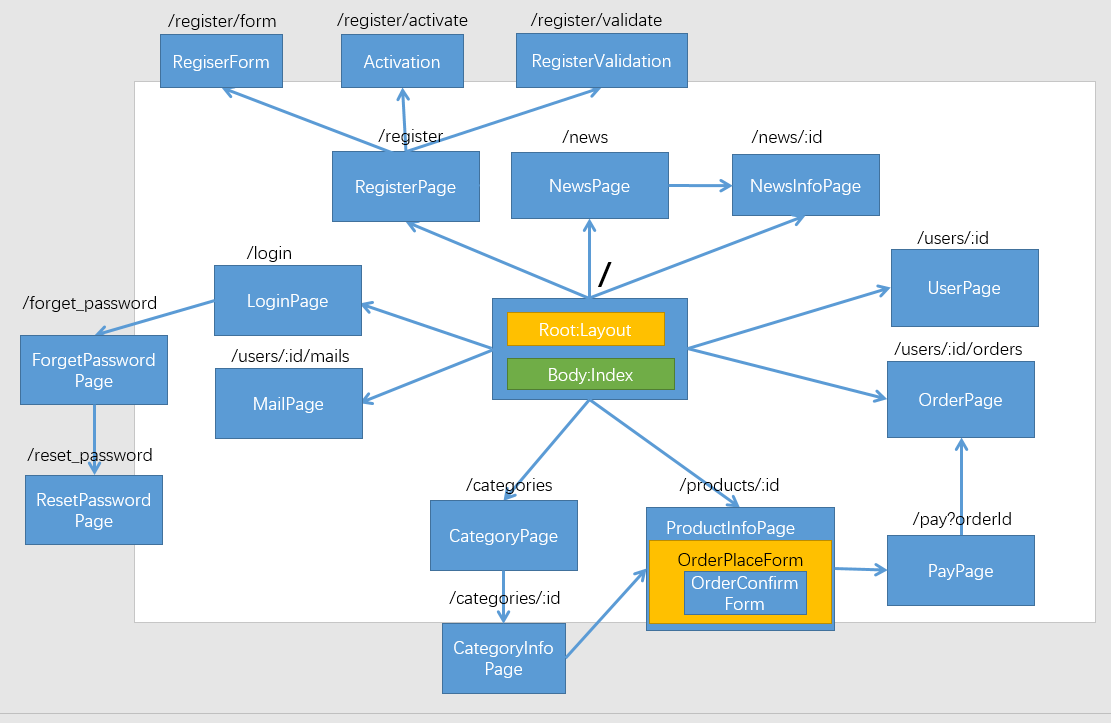 /register/form
/register/activate
/register/validate
RegiserForm
Activation
RegisterValidation
/register
/news
/news/:id
RegisterPage
NewsPage
NewsInfoPage
/login
/
/users/:id
LoginPage
UserPage
/forget_password
Root:Layout
ForgetPassword
Page
/users/:id/mails
/users/:id/orders
Body:Index
MailPage
OrderPage
/reset_password
/categories
/products/:id
ResetPassword
Page
CategoryPage
ProductInfoPage
/pay?orderId
OrderPlaceForm
OrderConfirm
Form
PayPage
/categories/:id
CategoryInfo
Page